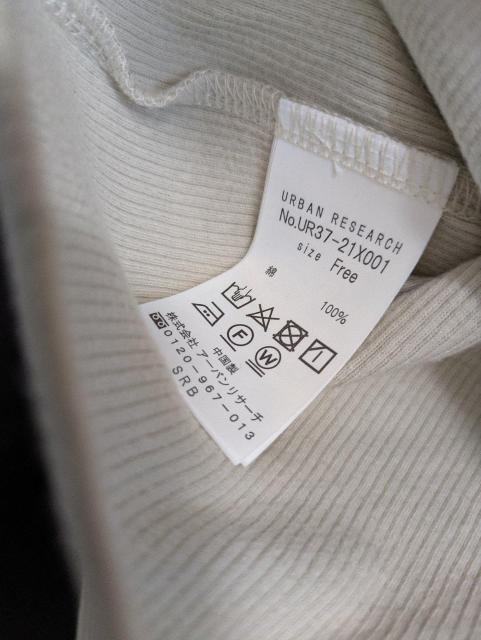 URBAN RESEARCH
No.UR37-21X001
size Free
綿 100%
F W
中国製
株式会社 アーバンリサーチ
0120-967-013
SRB